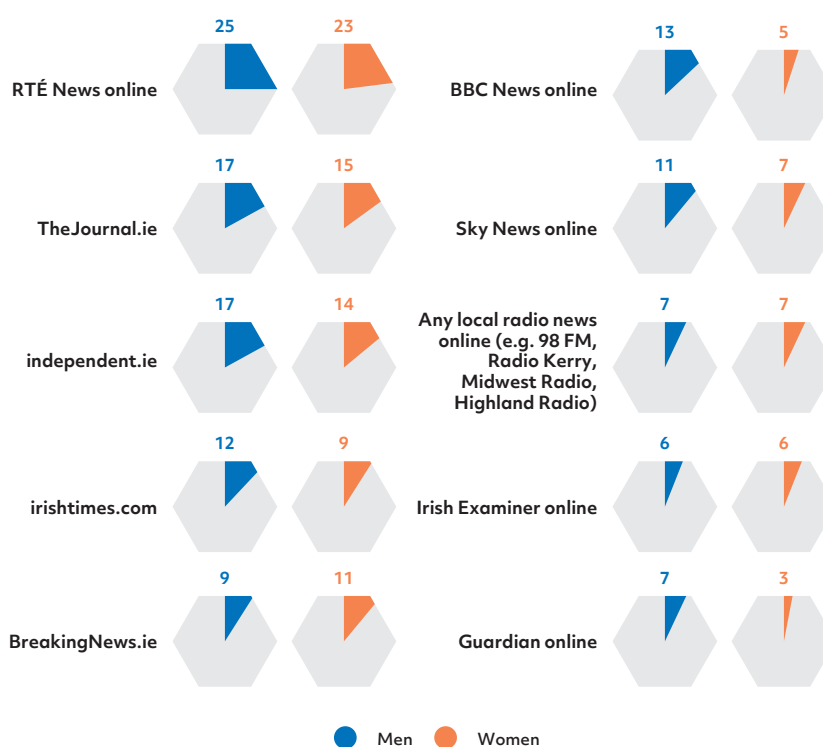 25 23
RTÉ News online
17 15
TheJournal.ie
17 14
independent.ie
12 9
irishtimes.com
9 11
BreakingNews.ie
13 5
BBC News online
11 7
Sky News online
7 7
Any local radio news
online (e.g. 98 FM,
Radio Kerry,
Midwest Radio,
Highland Radio)
6 6
Irish Examiner online
7 3
Guardian online
Men Women